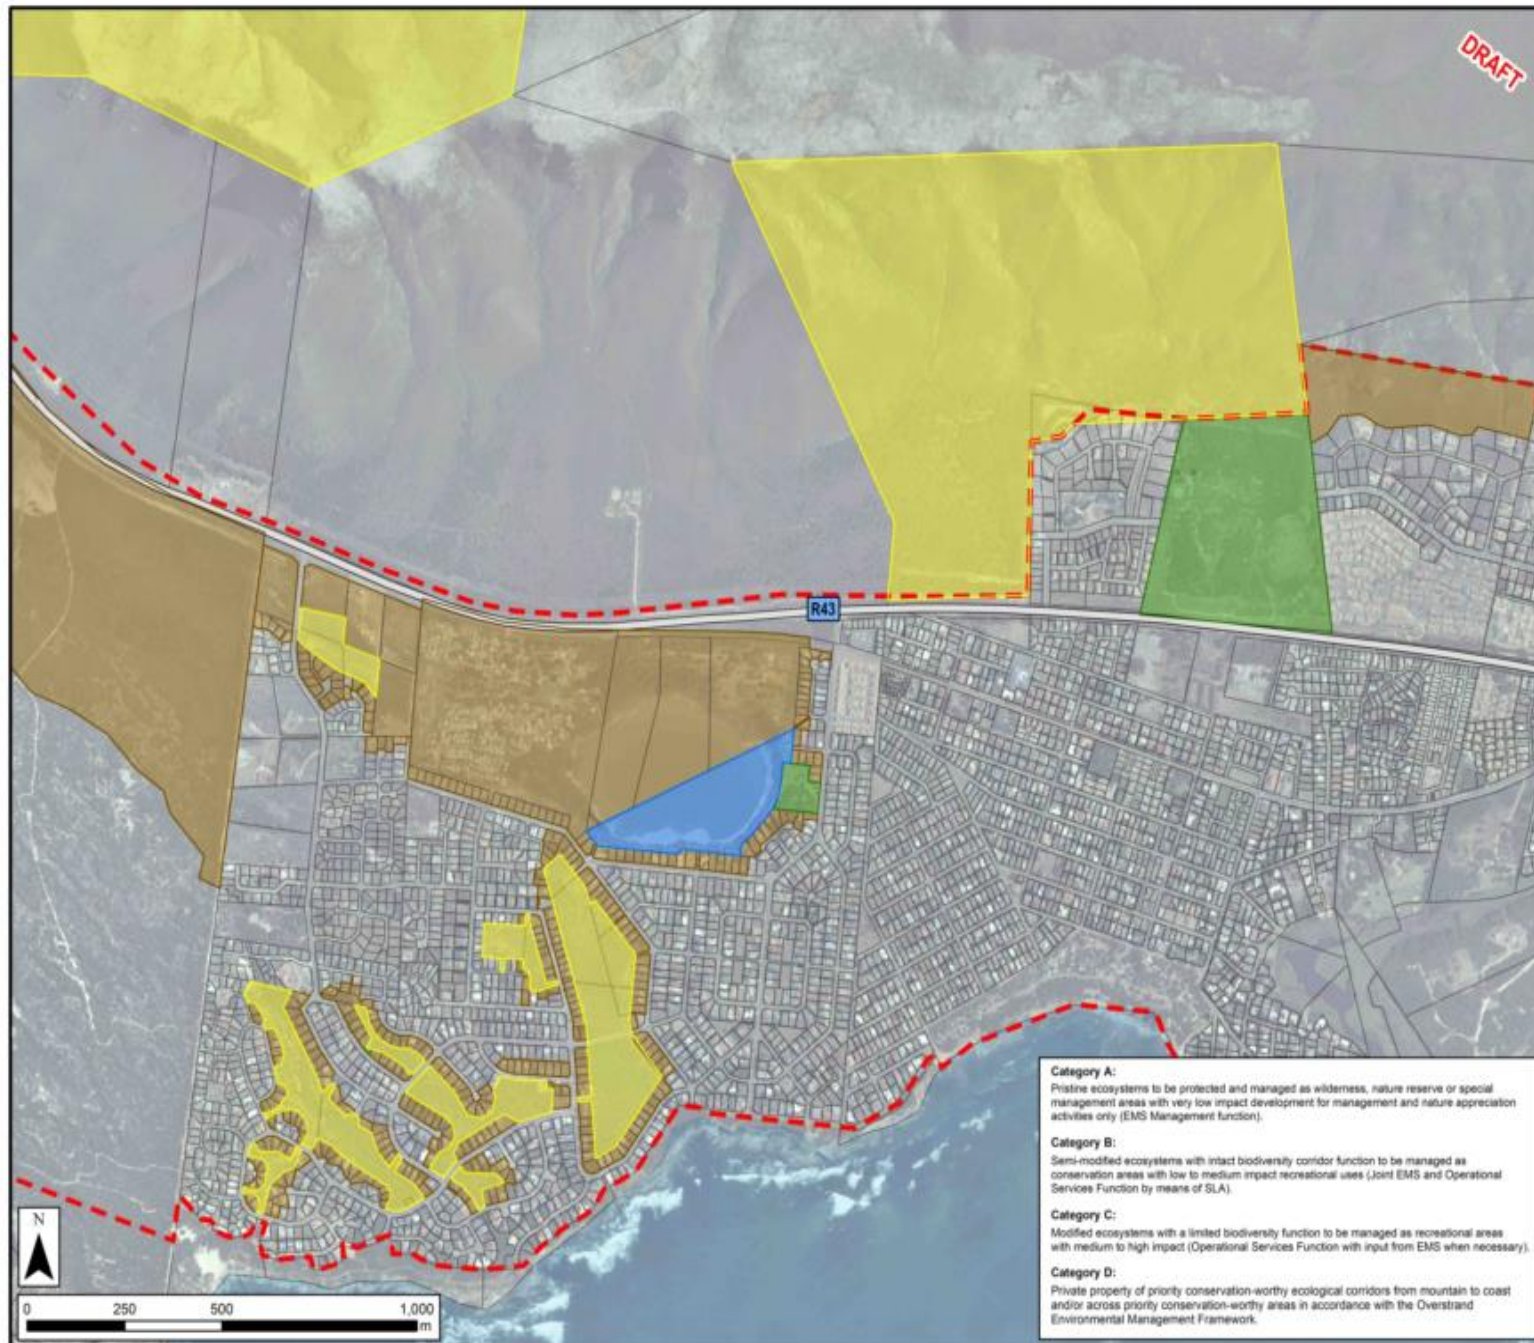 DRAFT
R43
Category A:
Pristine ecosystems to be protected and managed as wilderness, nature reserve or special
management areas with very low impact development for management and nature appreciation
activities only (EMS Management function).
Category B:
Semi-modified ecosystems with intact biodiversity corridor function to be managed as
conservation areas with low to medium impact recreational uses (Joint EMS and Operational
Services Function by means of SLA).
Category C:
Modified ecosystems with a limited biodiversity function to be managed as recreational areas
with medium to high impact (Operational Services Function with input from EMS when necessary).
Category D:
Private property of priority conservation-worthy ecological corridors from mountain to coast
and/or across priority conservation-worthy areas in accordance with the Overstrand
Environmental Management Framework.
N
0 250 500 1,000
m